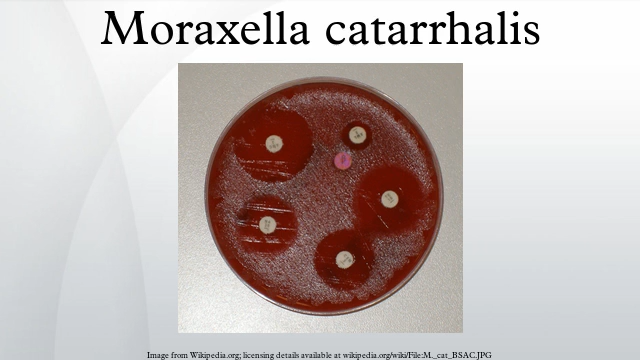 Moraxella catarrhalis
Image from Wikipedia.org; licensing details available at wikipedia.org/wiki/File:M._cat_BSAC.JPG